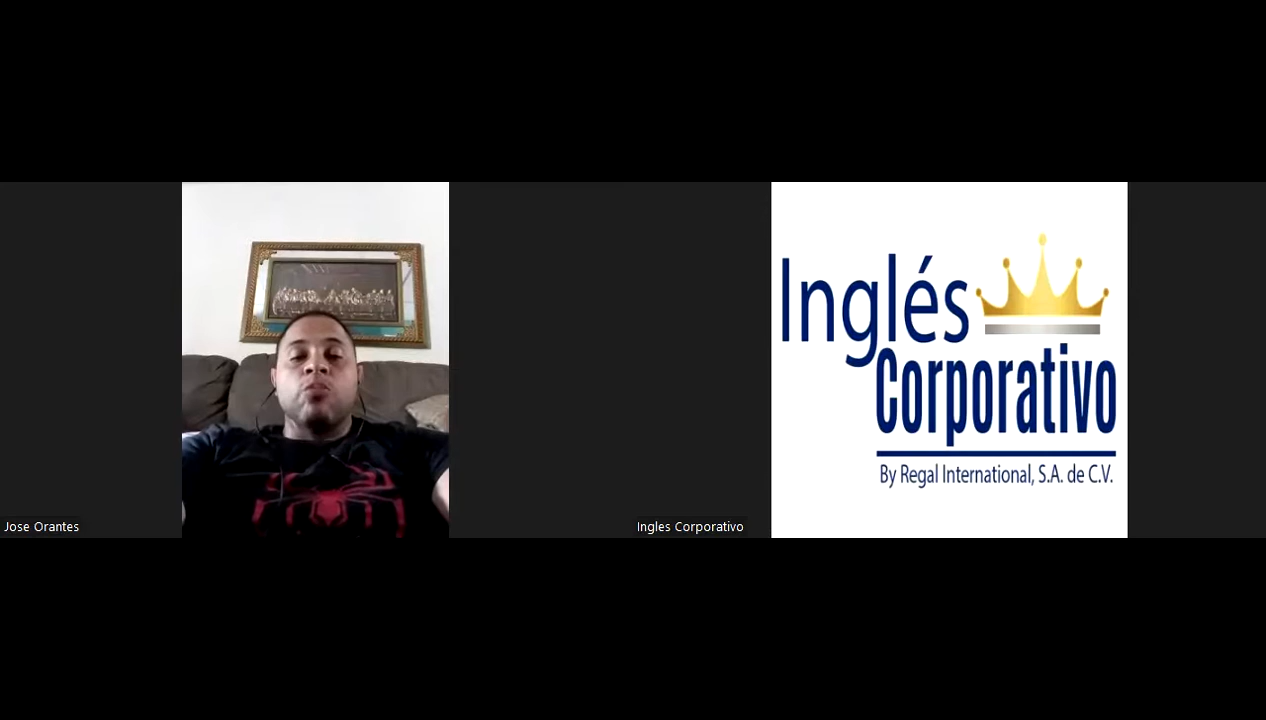 Inglés
Corporativo
By Regal International, S.A. de C.V.
Jose Orantes
Ingles Corporativo